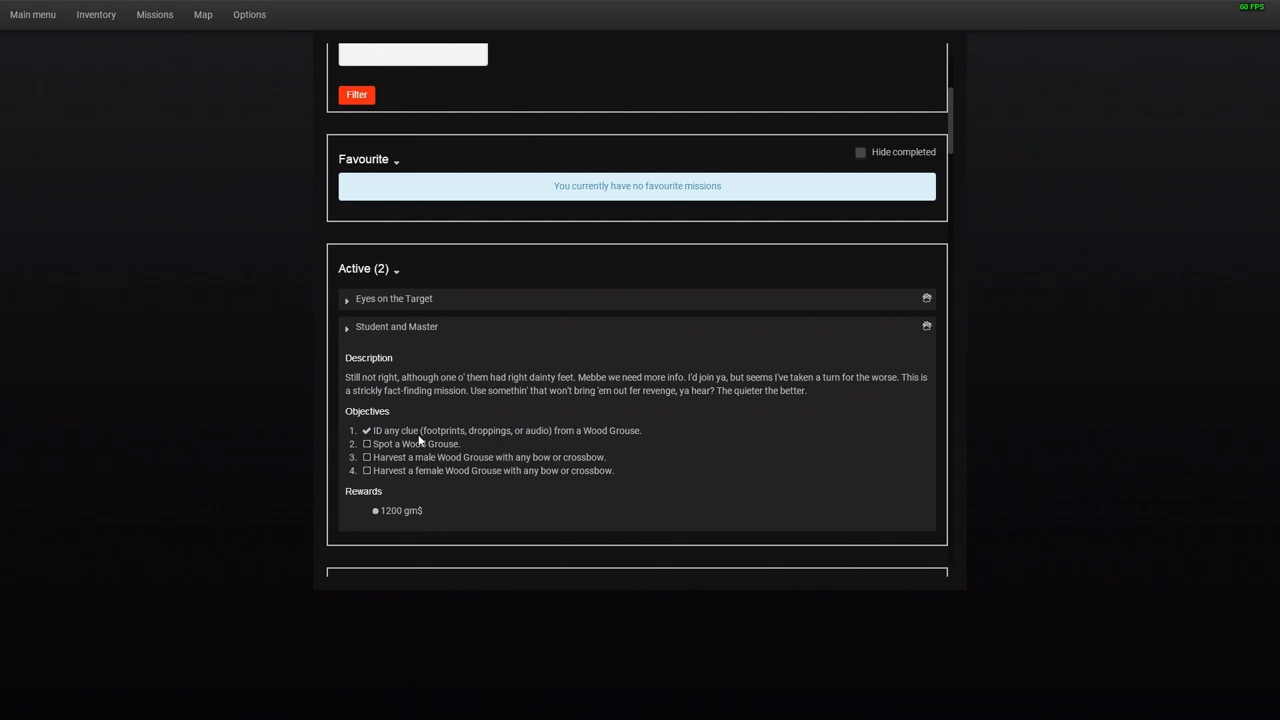 Main menu Inventory Missions Map Options
60 FPS
Filter
Favourite
Hide completed
You currently have no favourite missions
Active (2)
Eyes on the Target
Student and Master
Description
Still not right, although one o' them had right dainty feet. Mebbe we need more info. I'd join ya, but seems I've taken a turn for the worse. This is
a strickly fact-finding mission. Use somethin' that won't bring 'em out fer revenge, ya hear? The quieter the better.
Objectives
1. ID any clue (footprints, droppings, or audio) from a Wood Grouse.
2. Spot a Wood Grouse.
3. Harvest a male Wood Grouse with any bow or crossbow.
4. Harvest a female Wood Grouse with any bow or crossbow.
Rewards
1200 gm$